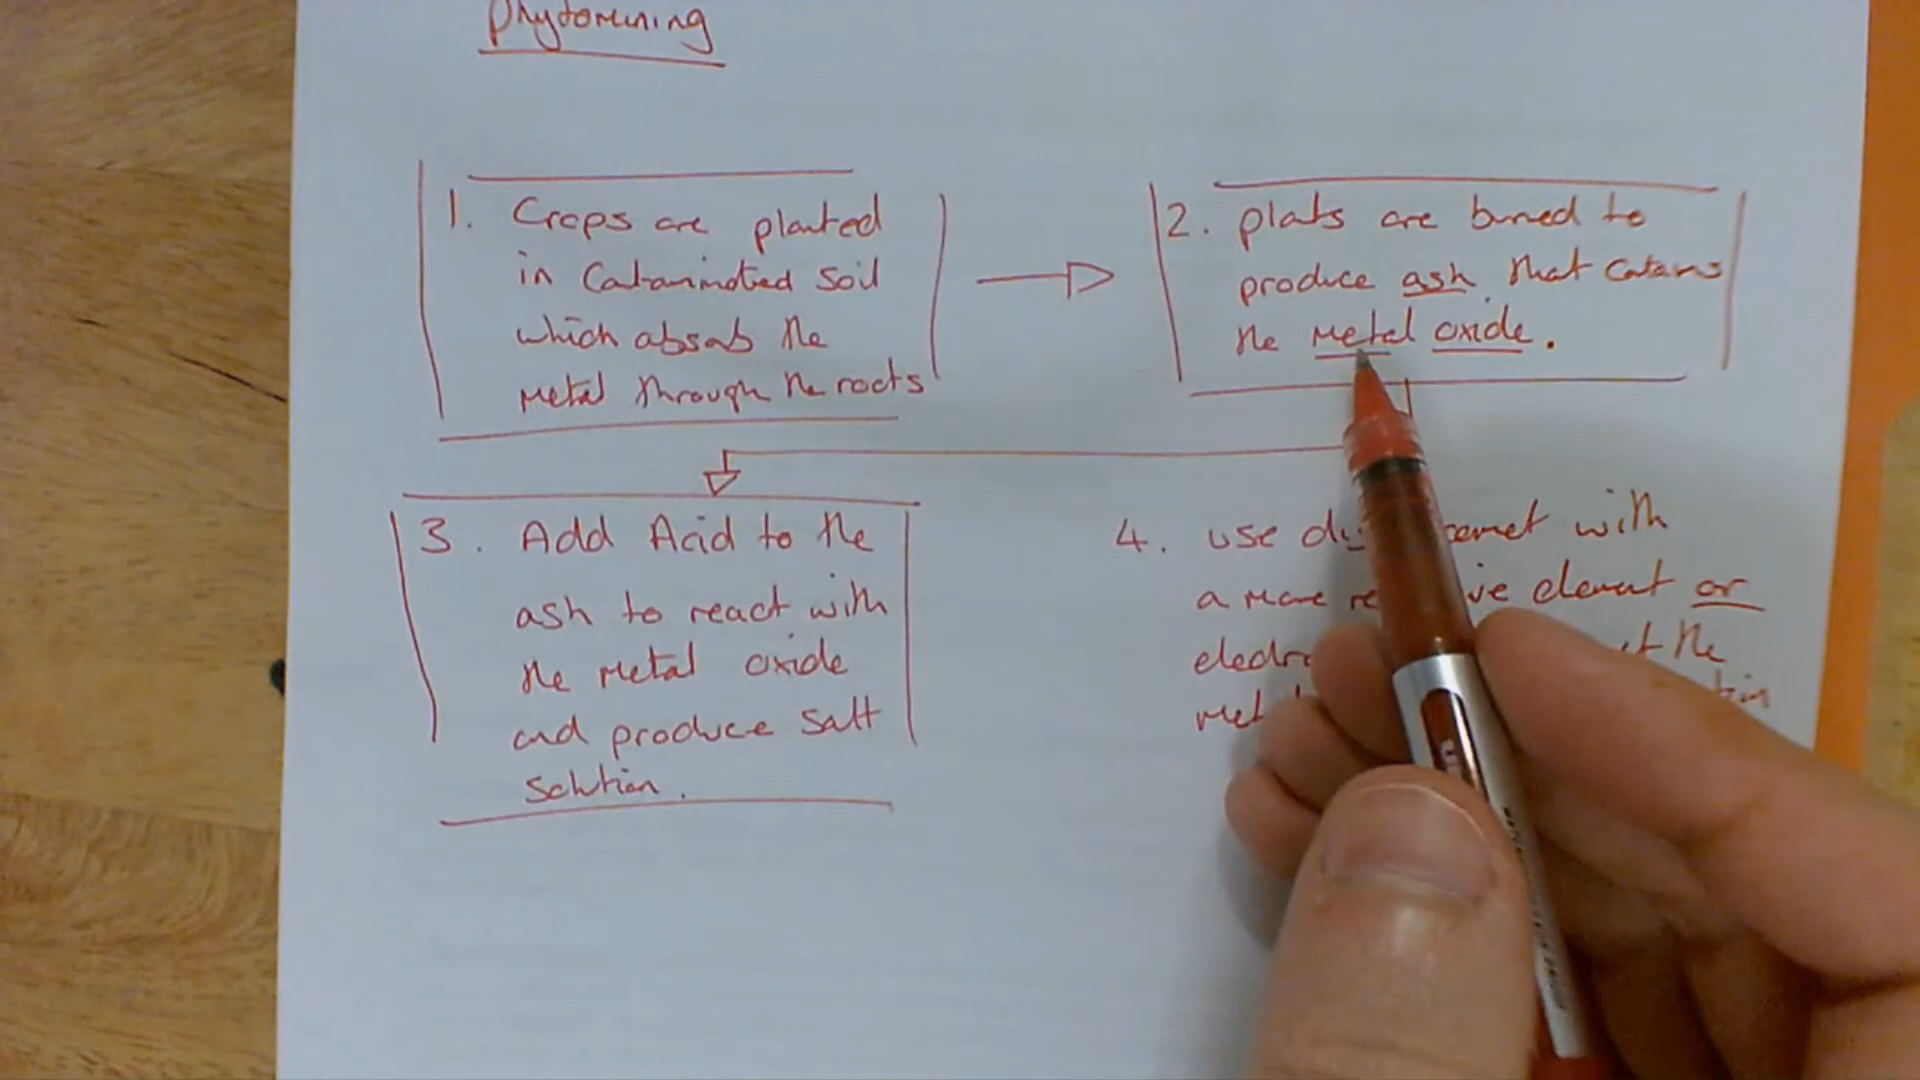 Phytomining
1. Crops are planted
in Contaminated Soil
which absorb the
metal through the roots
2. plants are burned to
produce ash that contains
the metal oxide.
3. Add Acid to the
ash to react with
the metal oxide
and produce salt
solution.
4. use with
a more element or
the